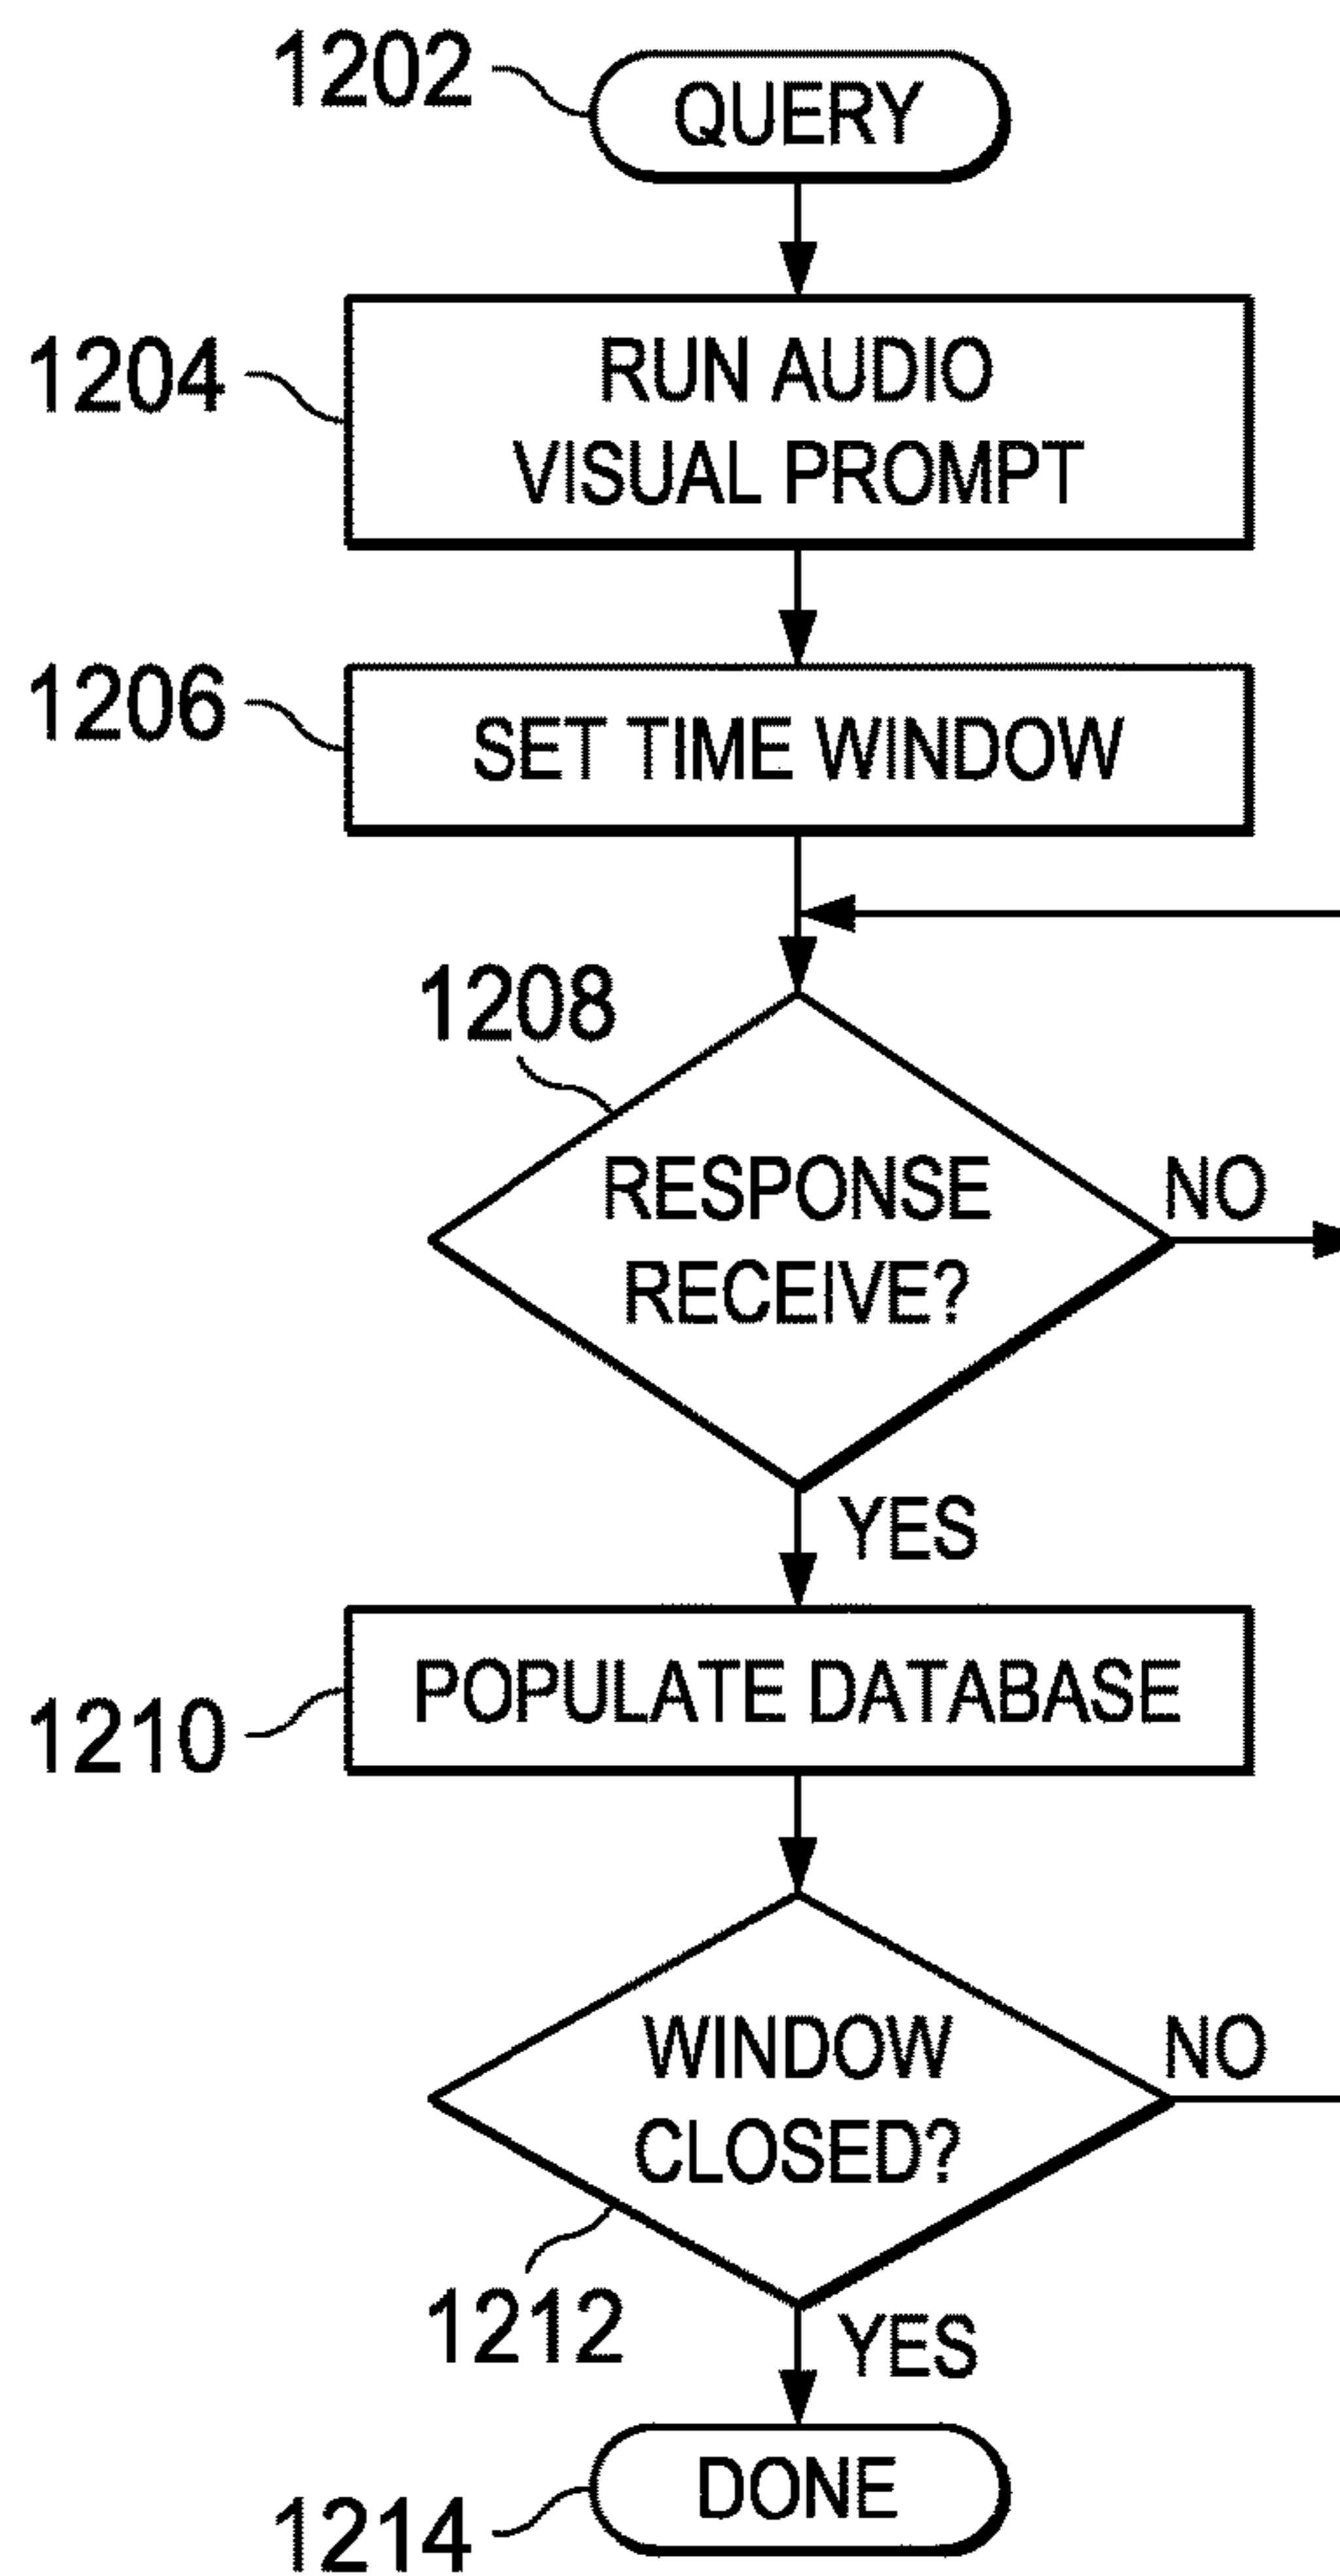 1202
QUERY
1204
RUN AUDIO
VISUAL PROMPT
1206
SET TIME WINDOW
1208
RESPONSE
RECEIVE?
NO
YES
1210
POPULATE DATABASE
WINDOW
CLOSED?
NO
1212
YES
DONE
1214